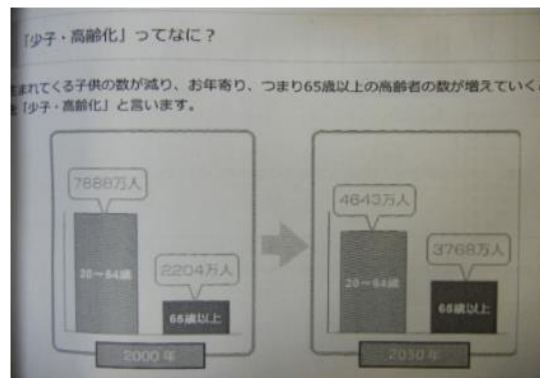 「少子・高齢化」ってなに？
まれてくる子供の数が減り、お年寄り、つまり65歳以上の高齢者の数が増えていく
「少子・高齢化」と言います。
7888万人
2204万人
20～64歳
65歳以上
2000年
4643万人
3768万人
20～64歳
65歳以上
2050年